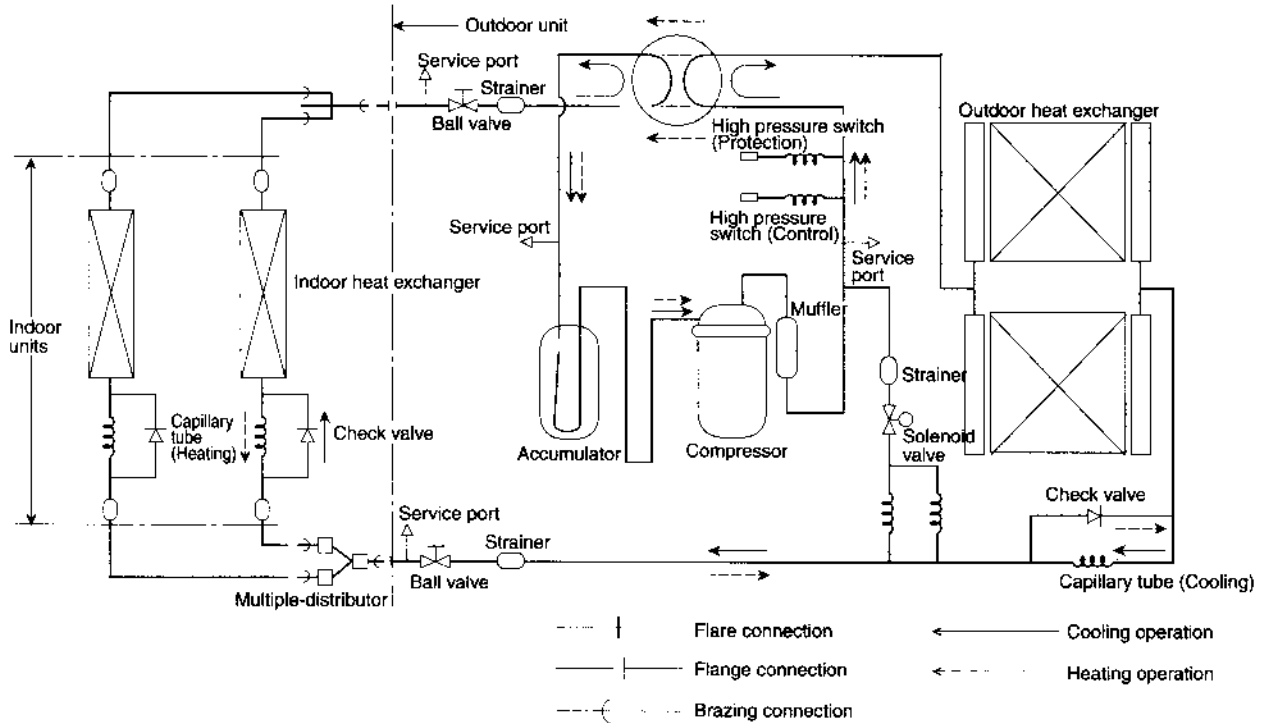 Outdoor unit
Service port
Strainer
Ball valve
High pressure switch
(Protection)
Outdoor heat exchanger
High pressure
switch (Control)
Service port
Service
port
Indoor heat exchanger
Muffler
Indoor
units
Strainer
Capillary
tube
(Heating)
Check valve
Solenoid
valve
Accumulator
Compressor
Check valve
Service port
Strainer
Ball valve
Capillary tube (Cooling)
Multiple-distributor
Flare connection
Cooling operation
Flange connection
Heating operation
Brazing connection